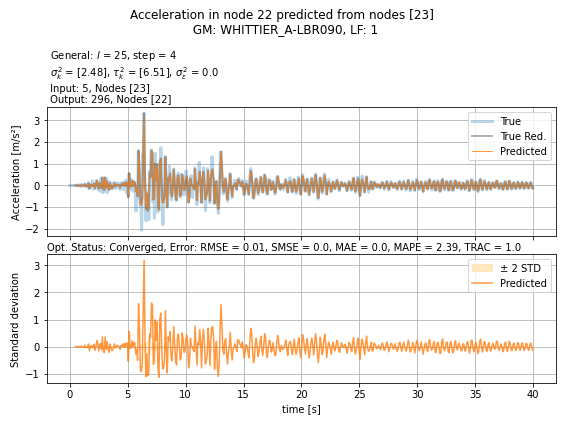 Acceleration in node 22 predicted from nodes [23]
GM: WHITTIER_A-LBR090, LF: 1
General: l = 25, step = 4
σ²ₖ = [2.48], τ²ₖ = [6.51], σ²ₑ = 0.0
Input: 5, Nodes [23]
Output: 296, Nodes [22]
Acceleration [m/s²]
3
2
1
0
−1
−2
True
True Red.
Predicted
Opt. Status: Converged, Error: RMSE = 0.01, SMSE = 0.0, MAE = 0.0, MAPE = 2.39, TRAC = 1.0
Standard deviation
3
2
1
0
−1
± 2 STD
Predicted
0 5 10 15 20 25 30 35 40
time [s]